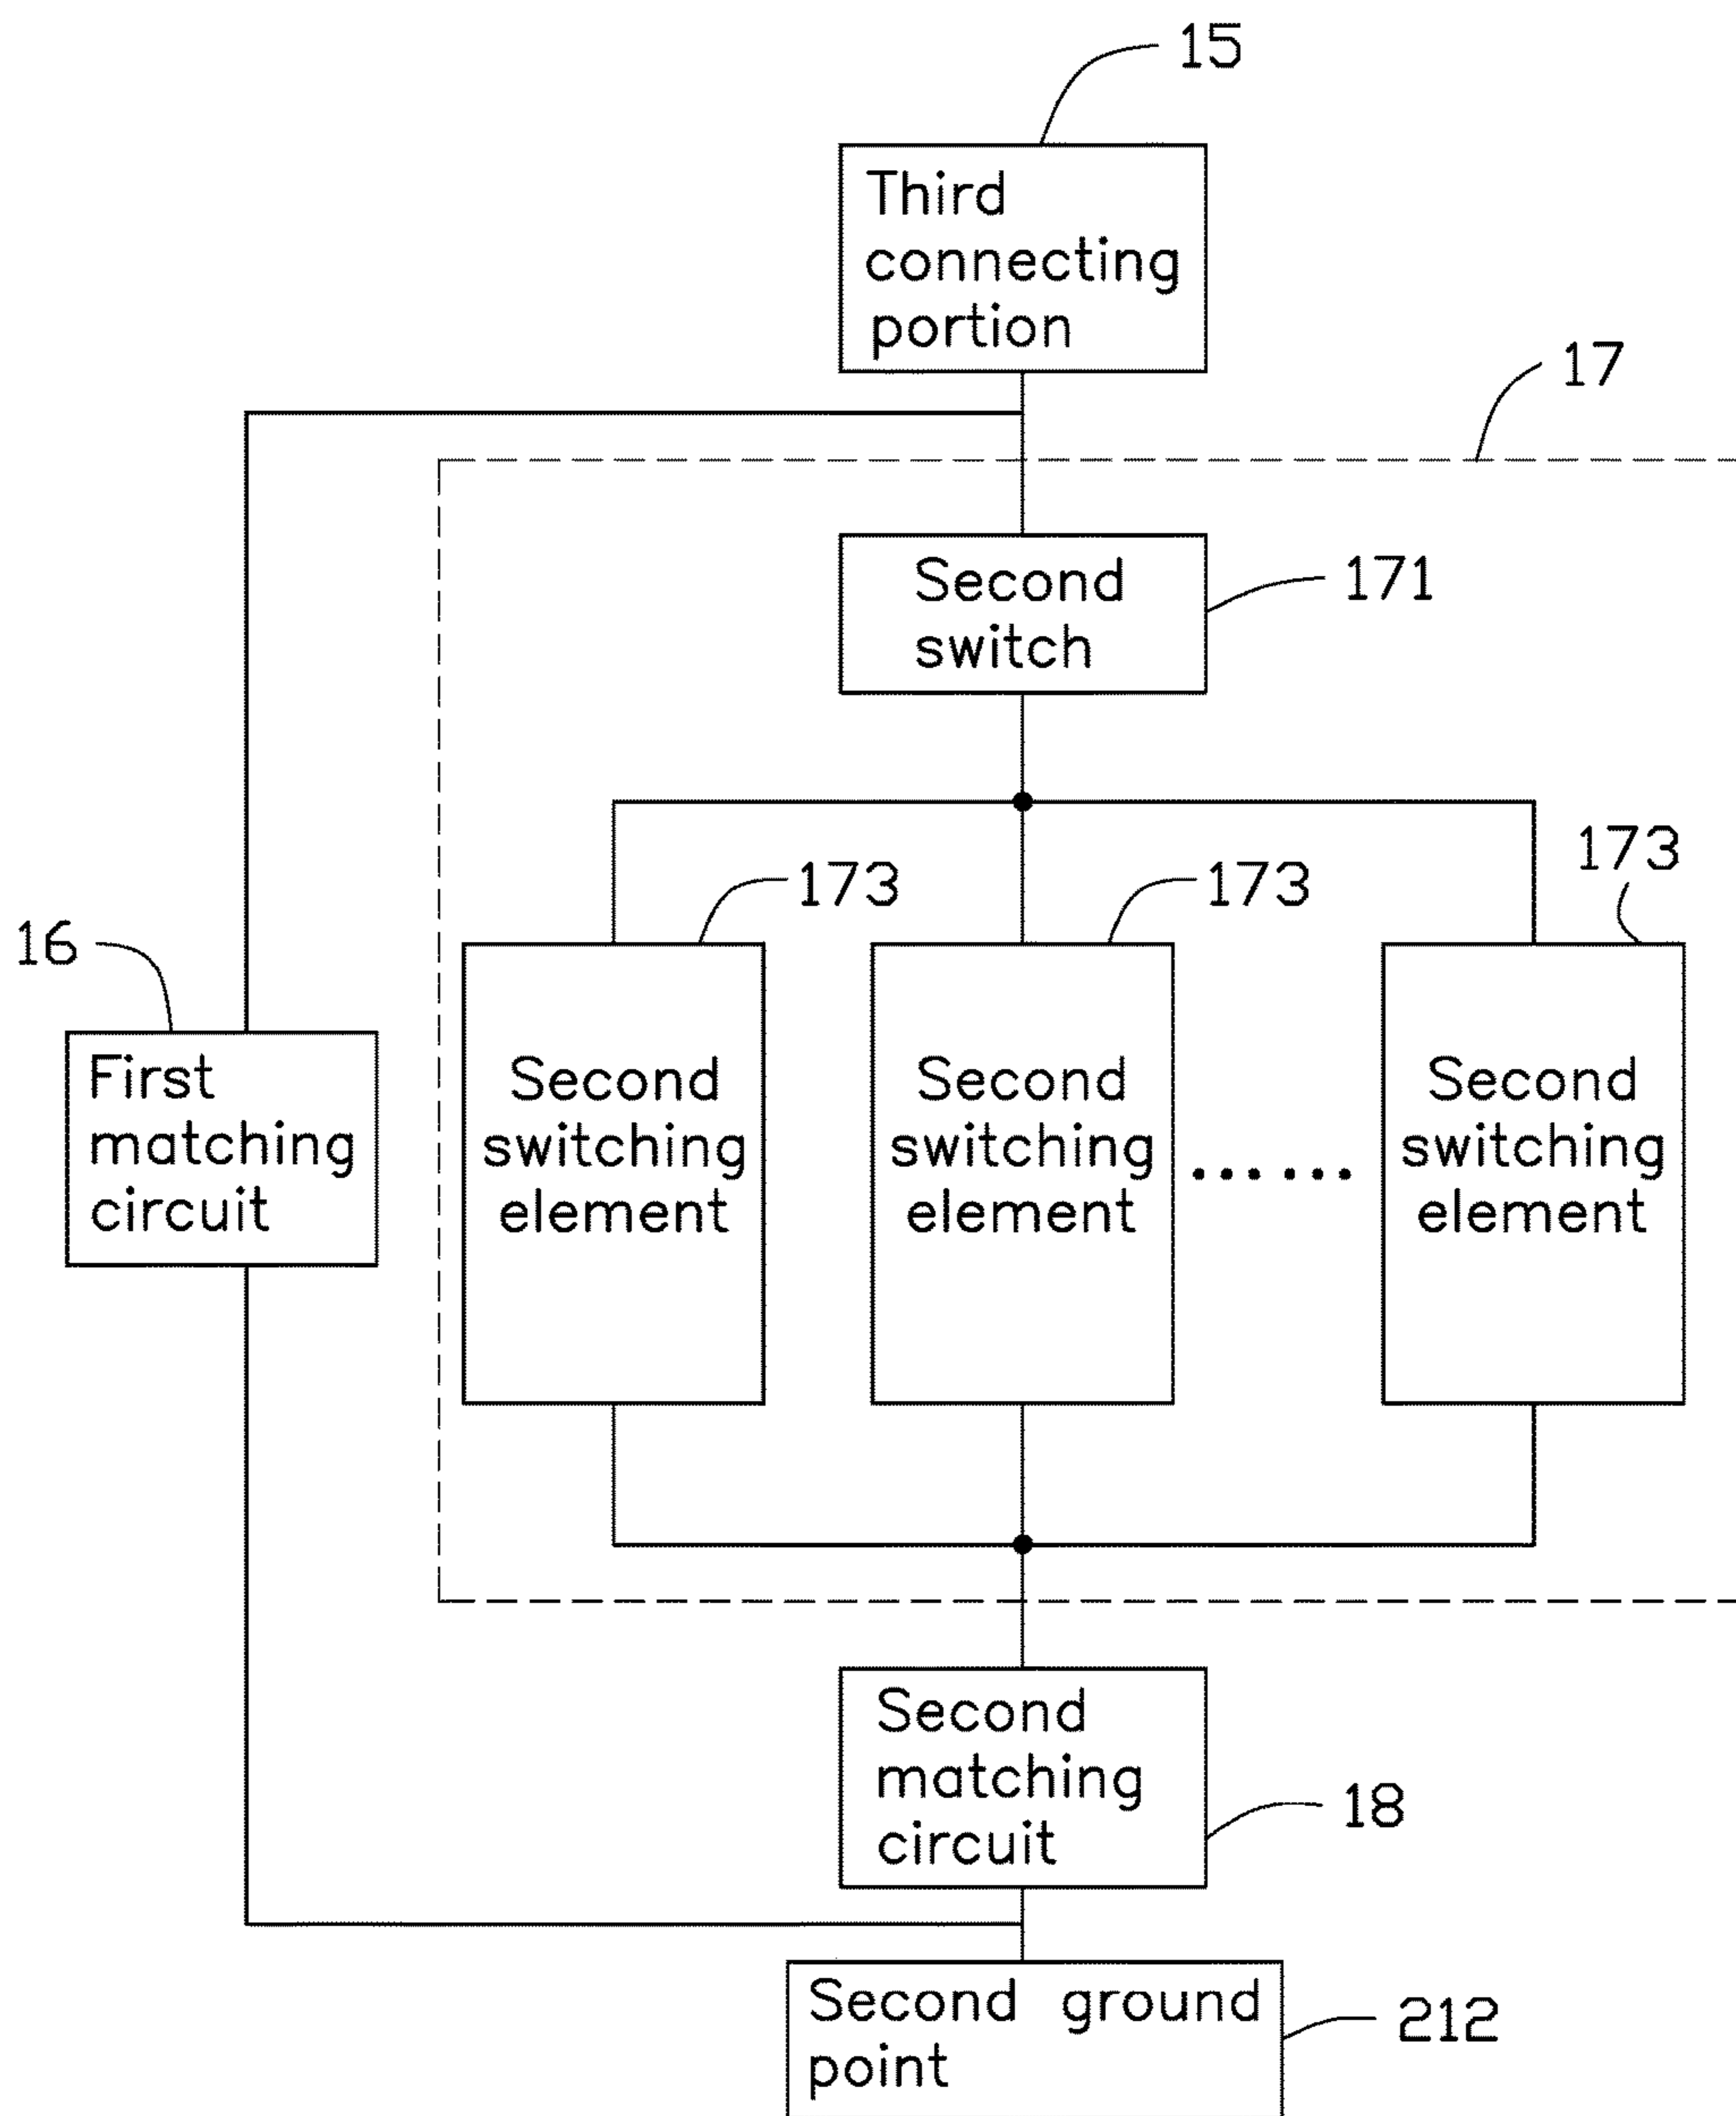 15
Third
connecting
portion
17
Second
switch
171
173
173
173
16
First
matching
circuit
Second
switching
element
Second
switching
element
......
Second
switching
element
Second
matching
circuit
18
Second ground
point
212